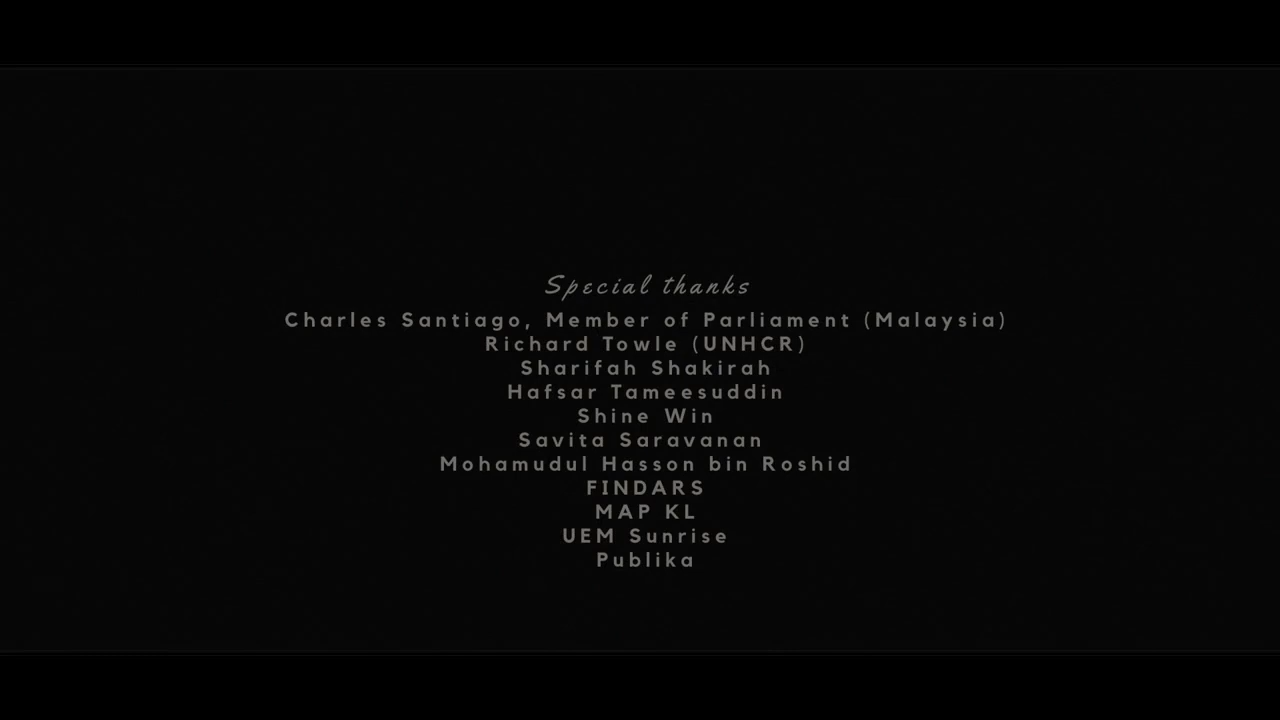 Special thanks
Charles Santiago, Member of Parliament (Malaysia)
Richard Towle (UNHCR)
Sharifah Shakirah
Hafsar Tameesuddin
Shine Win
Savita Saravanan
Mohamudul Hasson bin Roshid
FINDARS
MAP KL
UEM Sunrise
Publika